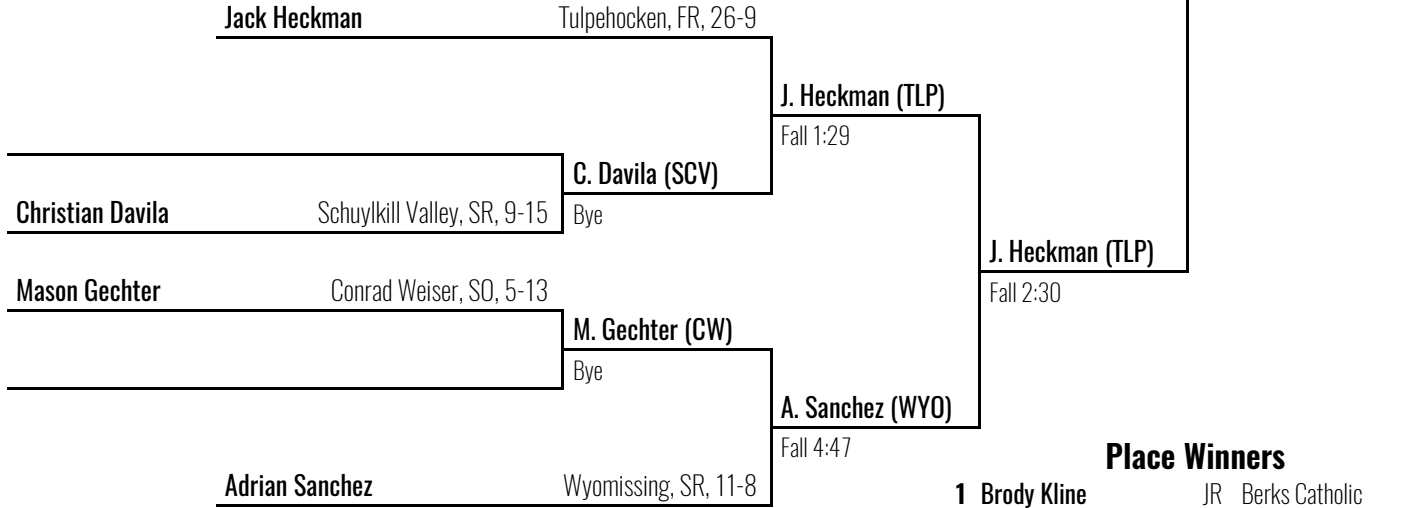 Jack Heckman Tulpehocken, FR, 26-9
J. Heckman (TLP)
Fall 1:29
C. Davila (SCV)
Christian Davila Schuylkill Valley, SR, 9-15 Bye
J. Heckman (TLP)
Mason Gechter Conrad Weiser, SO, 5-13 Fall 2:30
M. Gechter (CW)
Bye
A. Sanchez (WYO)
Fall 4:47 Place Winners
Adrian Sanchez Wyomissing, SR, 11-8
1 Brody Kline JR Berks Catholic